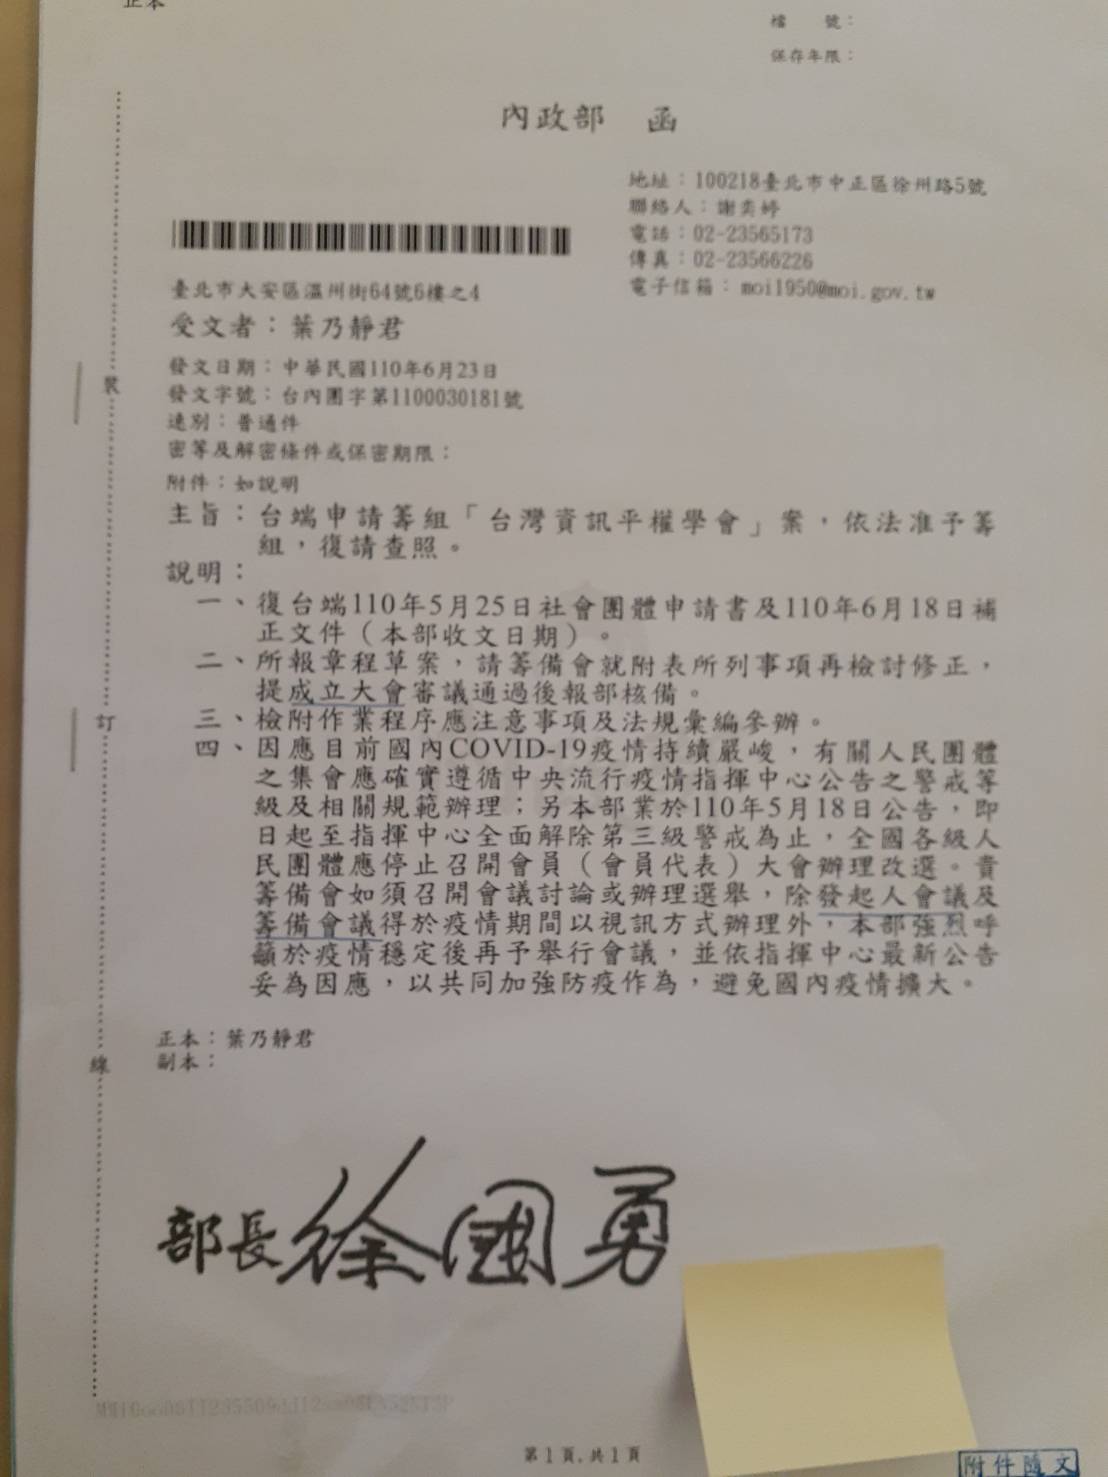 正本
檔　　號：
保存年限：
內政部　函
地址：100218臺北市中正區徐州路5號
聯絡人：謝奕婷
電話：02-23565173
傳真：02-23566226
電子信箱：moi1950@moi.gov.tw
臺北市大安區溫州街64號6樓之4
受文者：葉乃靜君
發文日期：中華民國110年6月23日
發文字號：台內團字第1100030181號
速別：普通件
密等及解密條件或保密期限：
附件：如說明
主旨：台端申請籌組「台灣資訊平權學會」案，依法准予籌
組，復請查照。
說明：
一、復台端110年5月25日社會團體申請書及110年6月18日補
正文件（本部收文日期）。
二、所報章程草案，請籌備會就附表所列事項再檢討修正，
提成立大會審議通過後報部核備。
三、檢附作業程序應注意事項及法規彙編參辦。
四、因應目前國內COVID-19疫情持續嚴峻，有關人民團體
之集會應確實遵循中央流行疫情指揮中心公告之警戒等
級及相關規範辦理；另本部業於110年5月18日公告，即
日起至指揮中心全面解除第三級警戒為止，全國各級人
民團體應停止召開會員（會員代表）大會辦理改選。貴
籌備會如須召開會議討論或辦理選舉，除發起人會議及
籌備會議得於疫情期間以視訊方式辦理外，本部強烈呼
籲於疫情穩定後再予舉行會議，並依指揮中心最新公告
妥為因應，以共同加強防疫作為，避免國內疫情擴大。
正本：葉乃靜君
副本：
裝
訂
線
部長徐國勇
第1頁，共1頁
附件隨文